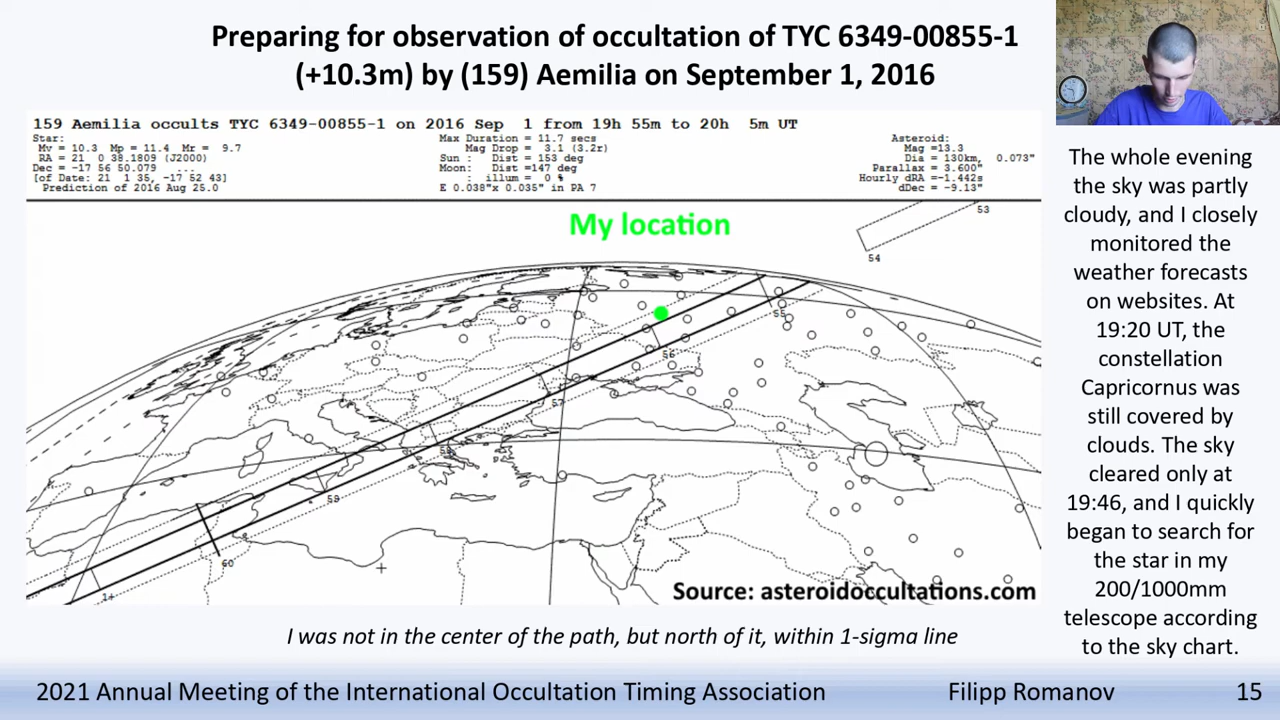 Preparing for observation of occultation of TYC 6349-00855-1
(+10.3m) by (159) Aemilia on September 1, 2016
159 Aemilia occults TYC 6349-00855-1 on 2016 Sep 1 from 19h 55m to 20h 5m UT
Star:
Mv = 10.3 Mp = 11.4 Mr = 9.7
RA = 21 0 38.1809 (J2000)
Dec = -17 56 50.079 ....
[of Date: 21 1 35, -17 52 43]
Prediction of 2016 Aug 25.0
Max Duration = 11.7 secs
Mag Drop = 3.1 (3.2r)
Sun : Dist = 153 deg
Moon: Dist =147 deg
: illum = 0 %
E 0.038"x 0.035" in PA 7
Asteroid:
Mag =13.3
Dia = 130km, 0.073"
Parallax = 3.600"
Hourly dRA =-1.442s
dDec = -9.13"
My location
53
54
55
56
57
59
60
1+
Source: asteroidoccultations.com
I was not in the center of the path, but north of it, within 1-sigma line
The whole evening
the sky was partly
cloudy, and I closely
monitored the
weather forecasts
on websites. At
19:20 UT, the
constellation
Capricornus was
still covered by
clouds. The sky
cleared only at
19:46, and I quickly
began to search for
the star in my
200/1000mm
telescope according
to the sky chart.
2021 Annual Meeting of the International Occultation Timing Association
Filipp Romanov
15